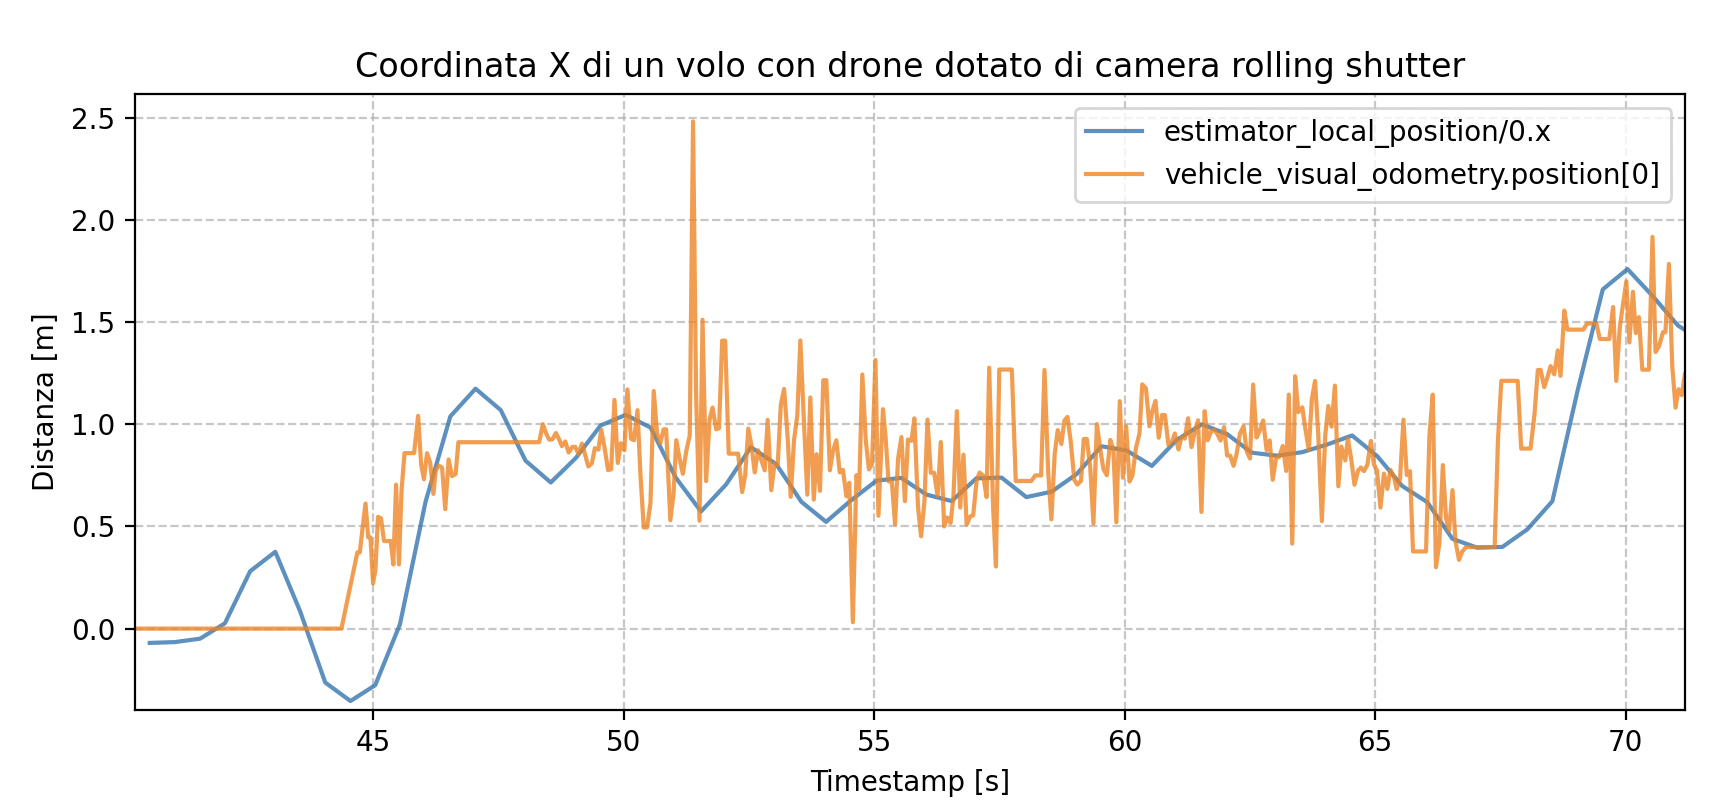 Coordinata X di un volo con drone dotato di camera rolling shutter
estimator_local_position/0.x
vehicle_visual_odometry.position[0]
Distanza [m]
2.5
2.0
1.5
1.0
0.5
0.0
45
50
55
60
65
70
Timestamp [s]